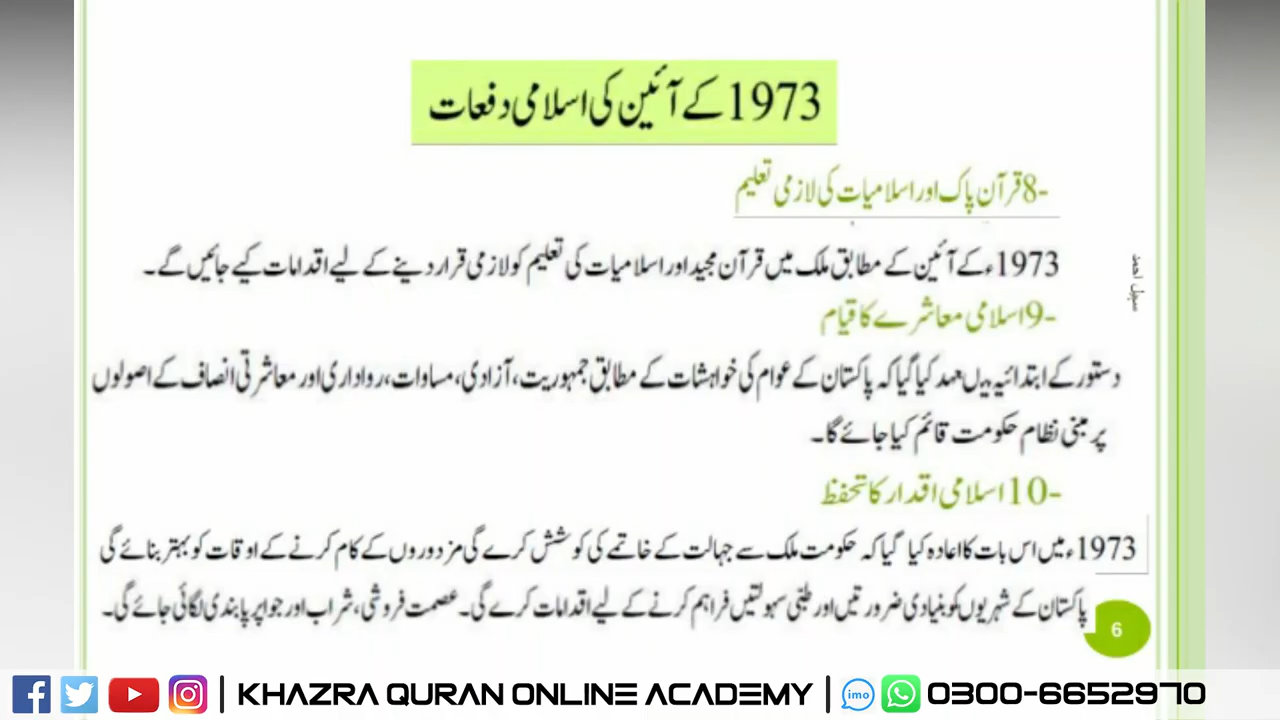 1973 کے آئین کی اسلامی دفعات
8- قرآن پاک اور اسلامیات کی لازمی تعلیم
1973ء کے آئین کے مطابق ملک میں قرآن مجید اور اسلامیات کی تعلیم کو لازمی قرار دینے کے لیے اقدامات کیے جائیں گے۔
9- اسلامی معاشرے کا قیام
دستور کے ابتدائیہ میں عہد کیا گیا کہ پاکستان کے عوام کی خواہشات کے مطابق جمہوریت، آزادی، مساوات، رواداری اور معاشرتی انصاف کے اصولوں
پر مبنی نظام حکومت قائم کیا جائے گا۔
10- اسلامی اقدار کا تحفظ
1973ء میں اس بات کا اعادہ کیا گیا کہ حکومت ملک سے جہالت کے خاتمے کی کوشش کرے گی مزدوروں کے کام کرنے کے اوقات کو بہتر بنائے گی
پاکستان کے شہریوں کو بنیادی ضرورتیں اور طبی سہولتیں فراہم کرنے کے لیے اقدامات کرے گی۔ عصمت فروشی، شراب اور جوا پر پابندی لگائی جائے گی۔
6
| KHAZRA QURAN ONLINE ACADEMY | imo 0300-6652970